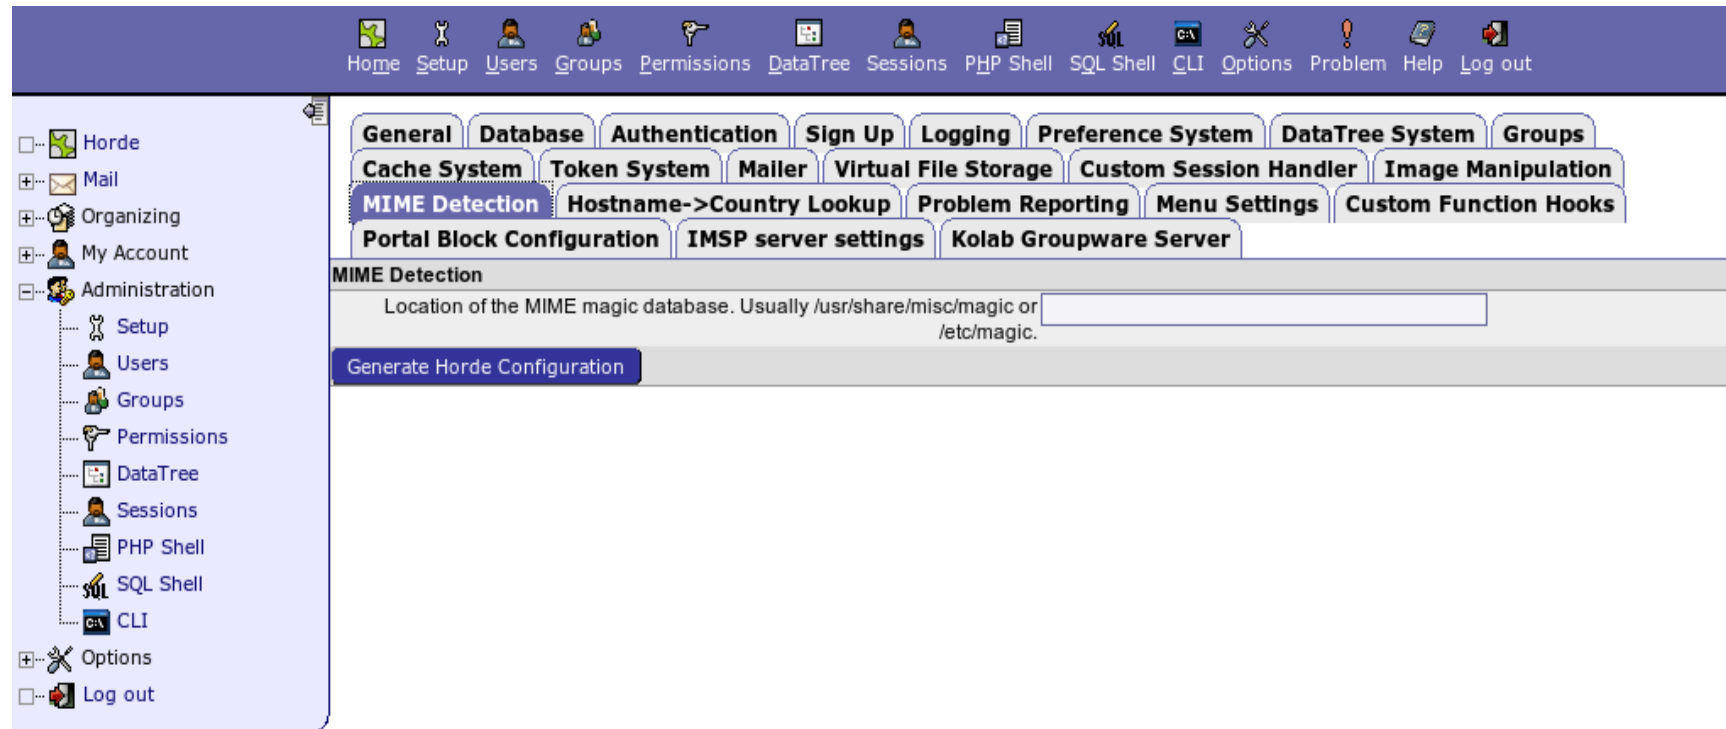 Home Setup Users Groups Permissions DataTree Sessions PHP Shell SQL Shell CLI Options Problem Help Log out
Horde
Mail
Organizing
My Account
Administration
Setup
Users
Groups
Permissions
DataTree
Sessions
PHP Shell
SQL Shell
CLI
Options
Log out
General Database Authentication Sign Up Logging Preference System DataTree System Groups
Cache System Token System Mailer Virtual File Storage Custom Session Handler Image Manipulation
MIME Detection Hostname->Country Lookup Problem Reporting Menu Settings Custom Function Hooks
Portal Block Configuration IMSP server settings Kolab Groupware Server
MIME Detection
Location of the MIME magic database. Usually /usr/share/misc/magic or
/etc/magic.
Generate Horde Configuration